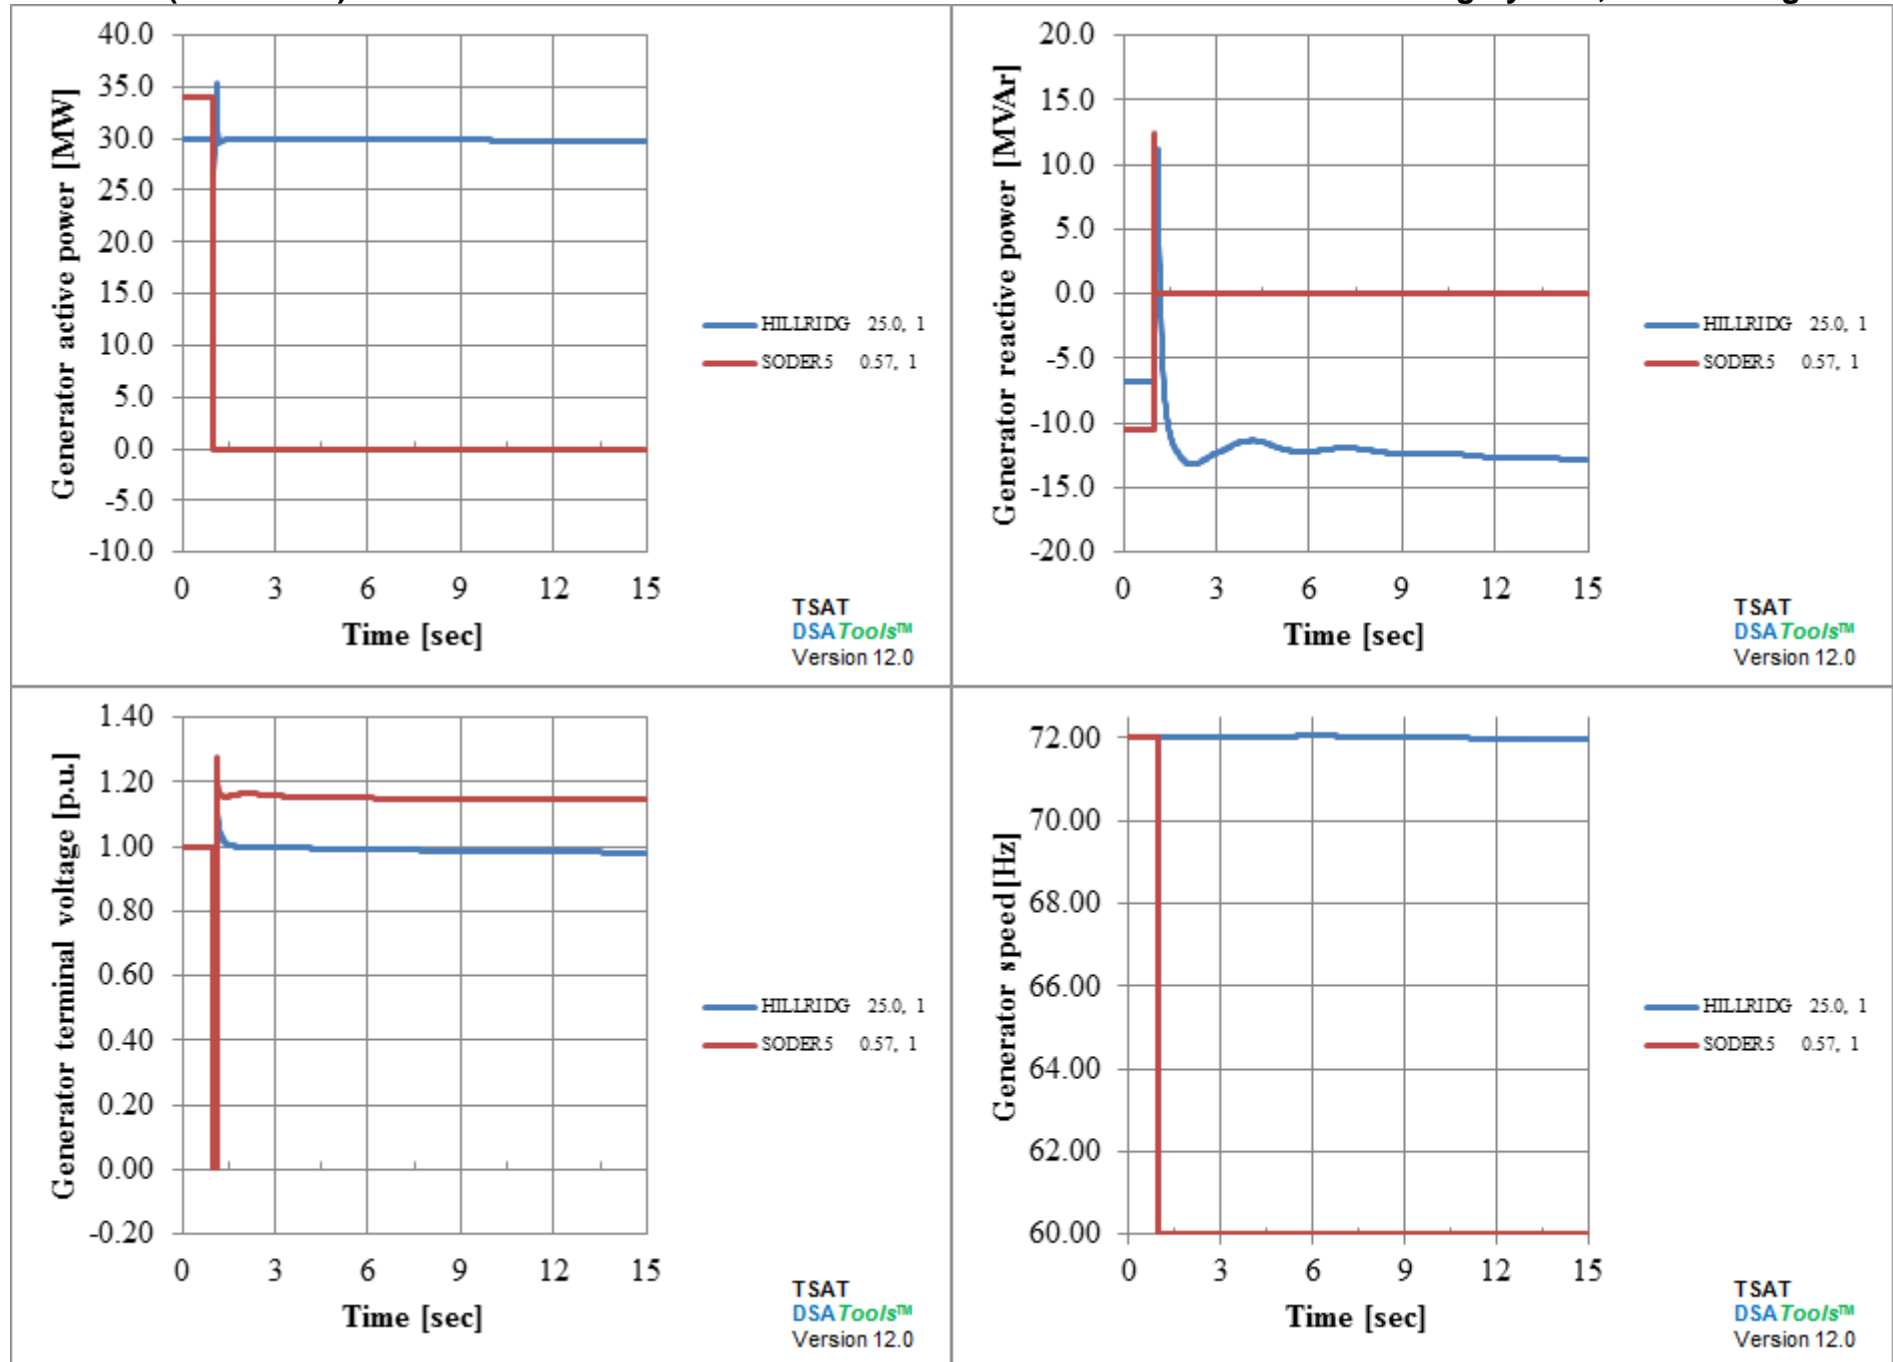 40.0
35.0
30.0
25.0
20.0
15.0
10.0
5.0
0.0
-5.0
-10.0
Generator active power [MW]
0 3 6 9 12 15
Time [sec]
HILLRIDG 25.0, 1
SODER5 0.57, 1
TSAT
DSATools™
Version 12.0
20.0
15.0
10.0
5.0
0.0
-5.0
-10.0
-15.0
-20.0
Generator reactive power [MVAr]
0 3 6 9 12 15
Time [sec]
HILLRIDG 25.0, 1
SODER5 0.57, 1
TSAT
DSATools™
Version 12.0
1.40
1.20
1.00
0.80
0.60
0.40
0.20
0.00
-0.20
Generator terminal voltage [p.u.]
0 3 6 9 12 15
Time [sec]
HILLRIDG 25.0, 1
SODER5 0.57, 1
TSAT
DSATools™
Version 12.0
72.00
70.00
68.00
66.00
64.00
62.00
60.00
Generator speed[Hz]
0 3 6 9 12 15
Time [sec]
HILLRIDG 25.0, 1
SODER5 0.57, 1
TSAT
DSATools™
Version 12.0